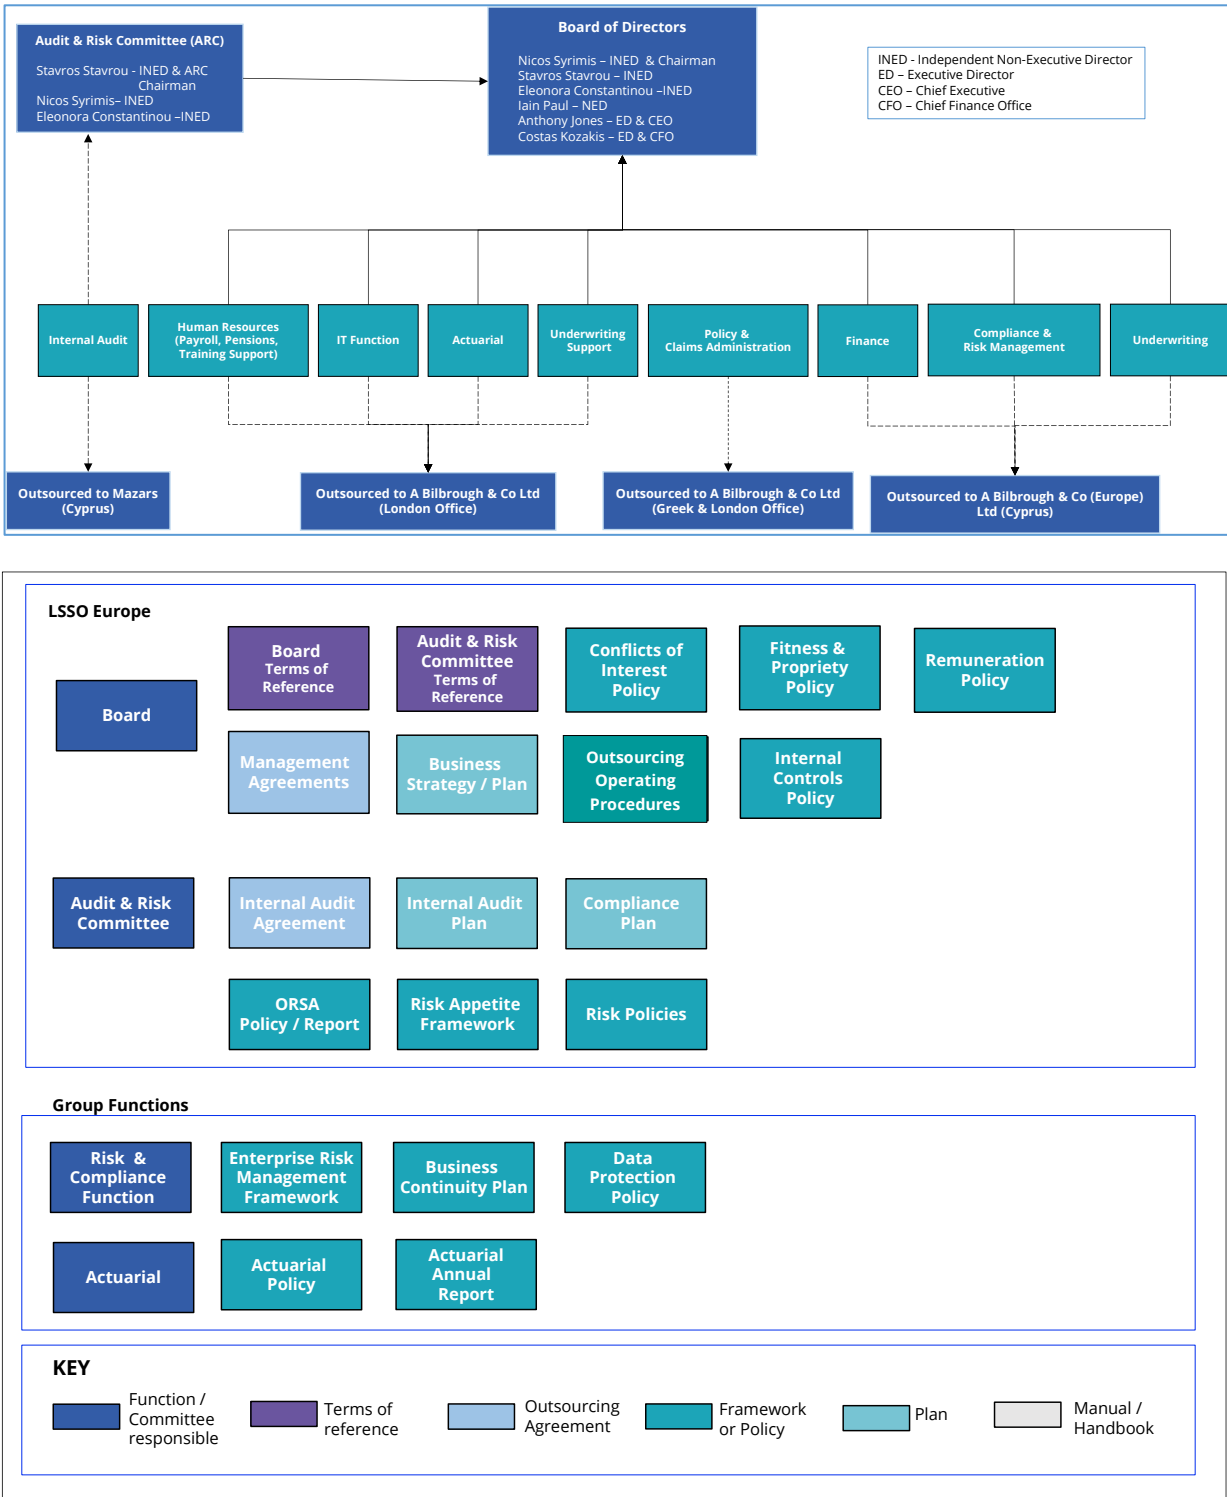 Audit & Risk Committee (ARC)
Stavros Stavrou - INED & ARC
Chairman
Nicos Syrimis– INED
Eleonora Constantinou –INED
Board of Directors
Nicos Syrimis – INED & Chairman
Stavros Stavrou – INED
Eleonora Constantinou –INED
Iain Paul – NED
Anthony Jones – ED & CEO
Costas Kozakis – ED & CFO
INED - Independent Non-Executive Director
ED – Executive Director
CEO – Chief Executive
CFO – Chief Finance Office
Internal Audit
Human Resources
(Payroll, Pensions,
Training Support)
IT Function
Actuarial
Underwriting
Support
Policy &
Claims Administration
Finance
Compliance &
Risk Management
Underwriting
Outsourced to Mazars
(Cyprus)
Outsourced to A Bilbrough & Co Ltd
(London Office)
Outsourced to A Bilbrough & Co Ltd
(Greek & London Office)
Outsourced to A Bilbrough & Co (Europe)
Ltd (Cyprus)
LSSO Europe
Board
Board
Terms of
Reference
Audit & Risk
Committee
Terms of
Reference
Conflicts of
Interest
Policy
Fitness &
Propriety
Policy
Remuneration
Policy
Management
Agreements
Business
Strategy / Plan
Outsourcing
Operating
Procedures
Internal
Controls
Policy
Audit & Risk
Committee
Internal Audit
Agreement
Internal Audit
Plan
Compliance
Plan
ORSA
Policy / Report
Risk Appetite
Framework
Risk Policies
Group Functions
Risk &
Compliance
Function
Enterprise Risk
Management
Framework
Business
Continuity Plan
Data
Protection
Policy
Actuarial
Actuarial
Policy
Actuarial
Annual
Report
KEY
Function /
Committee
responsible
Terms of
reference
Outsourcing
Agreement
Framework
or Policy
Plan
Manual /
Handbook